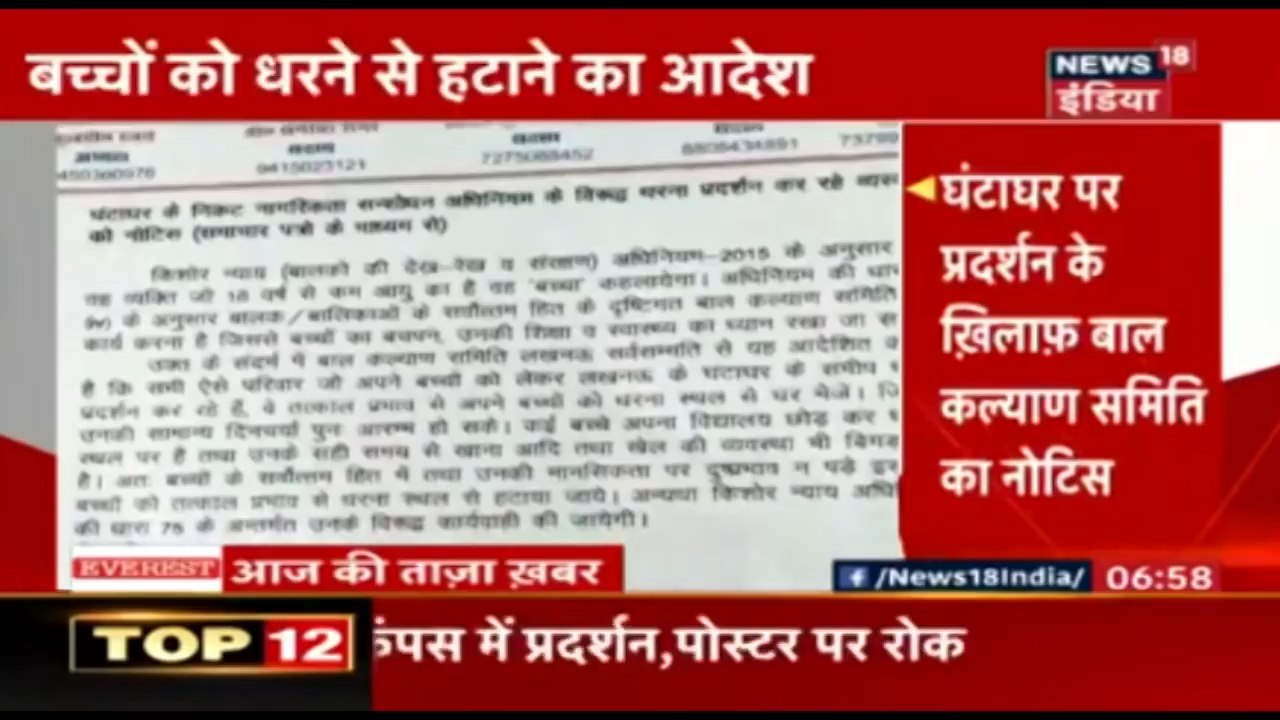 बच्चों को धरने से हटाने का आदेश
NEWS 18
इंडिया
सदस्य
9415023121
7275068452
घंटाघर के निकट नागरिकता सन्शोधन अधिनियम के विरूद्ध धरना प्रदर्शन कर रहे
को नोटिस (समाचार पत्रो के माध्यम से)
किशोर न्याय (बालको की देख–रेख व संरक्षण) अधिनियम–2015 के अनुसार
वह व्यक्ति जो 18 वर्ष से कम आयु का है वह 'बच्चा' कहलायेगा। अधिनियम की
के अनुसार बालक/बालिकाओं के सर्वोत्तम हित के दृष्टिगत बाल कल्याण समिति
कार्य करना है जिससे बच्चों का बचपन, उनकी शिक्षा व स्वास्थ्य का ध्यान रखा जा
उक्त के संदर्भ में बाल कल्याण समिति लखनऊ सर्वसम्मति से यह आदेशित
है कि सभी ऐसे परिवार जो अपने बच्चों को लेकर लखनऊ के घंटाघर के समीप
प्रदर्शन कर रहे हैं, वे तत्काल प्रभाव से अपने बच्चों को धरना स्थल से घर भेजें।
उनकी सामान्य दिनचर्या पुनः आरम्भ हो सके। कई बच्चे अपना विद्यालय छोड़ कर
स्थल पर है तथा उनके सही समय से खाना आदि तथा खेल की व्यवस्था भी
है। अतः बच्चों के सर्वोत्तम हित में तथा उनकी मानसिकता पर दुष्प्रभाव न पडे
बच्चों को तत्काल प्रभाव से धरना स्थल से हटाया जाये। अन्यथा किशोर न्याय
की धारा 75 के अन्तर्गत उनके विरूद्ध कार्यवाही की जायेगी।
घंटाघर पर
प्रदर्शन के
ख़िलाफ़ बाल
कल्याण समिति
का नोटिस
EVEREST आज की ताज़ा ख़बर
f /News18India/ 06:58
TOP 12 में प्रदर्शन,पोस्टर पर रोक